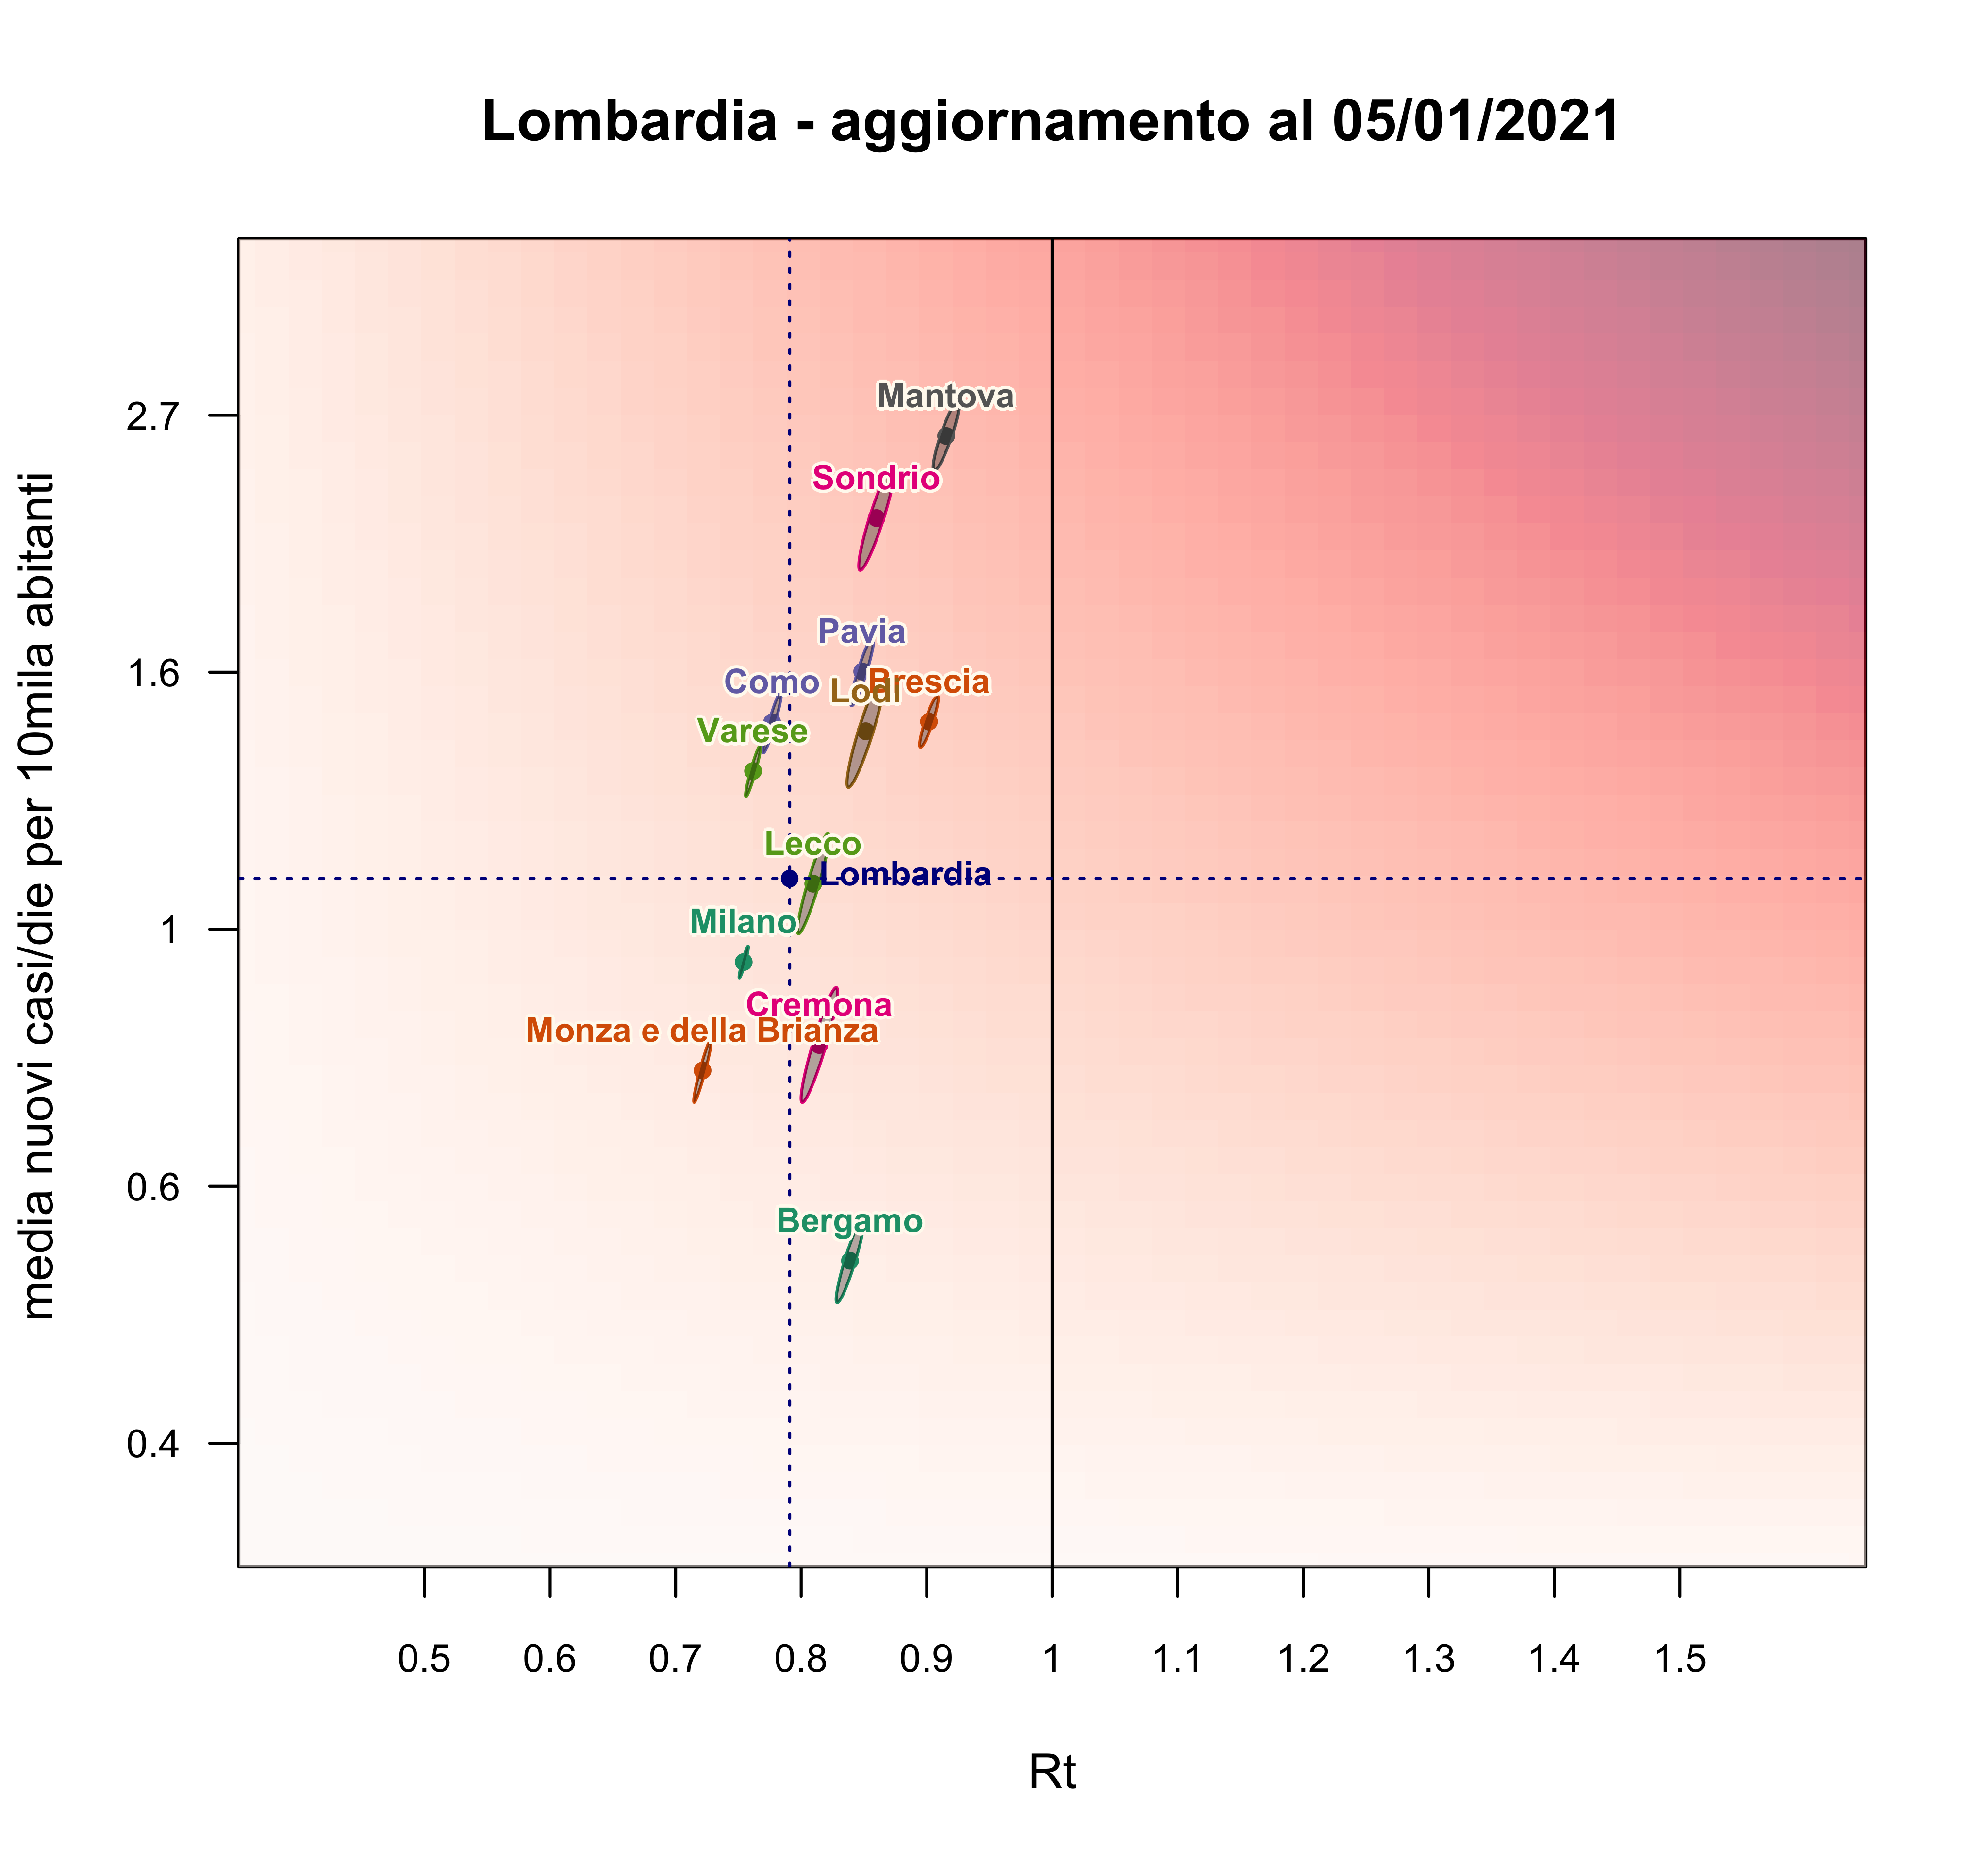 Lombardia - aggiornamento al 05/01/2021
media nuovi casi/die per 10mila abitanti
2.7
1.6
1
0.6
0.4
Mantova
Sondrio
Pavia
Como
Brescia
Lodi
Varese
Lecco
Lombardia
Milano
Cremona
Monza e della Brianza
Bergamo
0.5 0.6 0.7 0.8 0.9 1 1.1 1.2 1.3 1.4 1.5
Rt